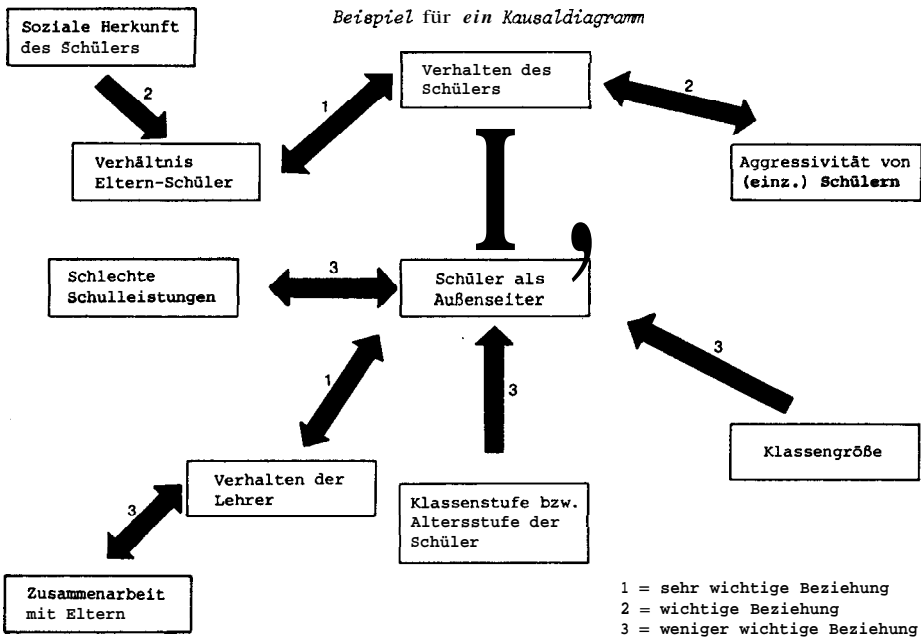 Beispiel für ein Kausaldiagramm
Soziale Herkunft
des Schülers
Verhalten des
Schülers
2
1
2
Verhältnis
Eltern-Schüler
Aggressivität von
(einz.) Schülern
Schlechte
Schulleistungen
3
Schüler als
Außenseiter
1
3
3
Klassengröße
Verhalten der
Lehrer
Klassenstufe bzw.
Altersstufe der
Schüler
3
Zusammenarbeit
mit Eltern
1 = sehr wichtige Beziehung
2 = wichtige Beziehung
3 = weniger wichtige Beziehung